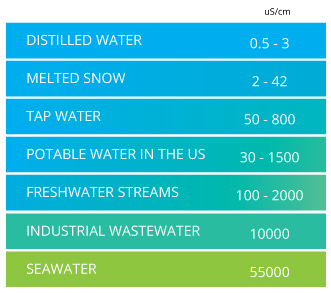 uS/cm
DISTILLED WATER 0.5 - 3
MELTED SNOW 2 - 42
TAP WATER 50 - 800
POTABLE WATER IN THE US 30 - 1500
FRESHWATER STREAMS 100 - 2000
INDUSTRIAL WASTEWATER 10000
SEAWATER 55000